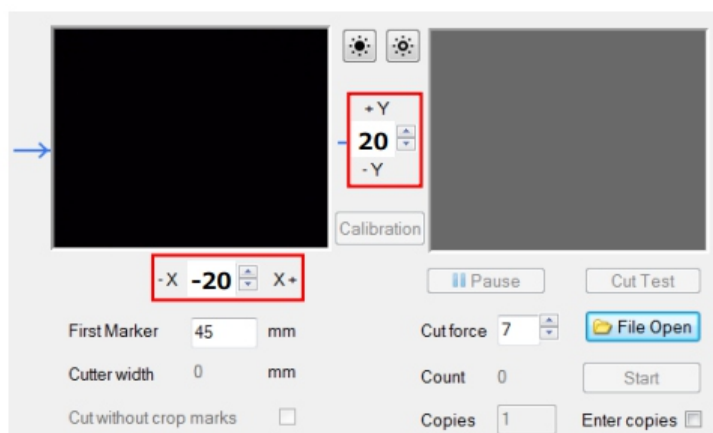 +Y
20
-Y
Calibration
-X -20 X+
Pause Cut Test
First Marker 45 mm Cut force 7 File Open
Cutter width 0 mm Count 0 Start
Cut without crop marks Copies 1 Enter copies